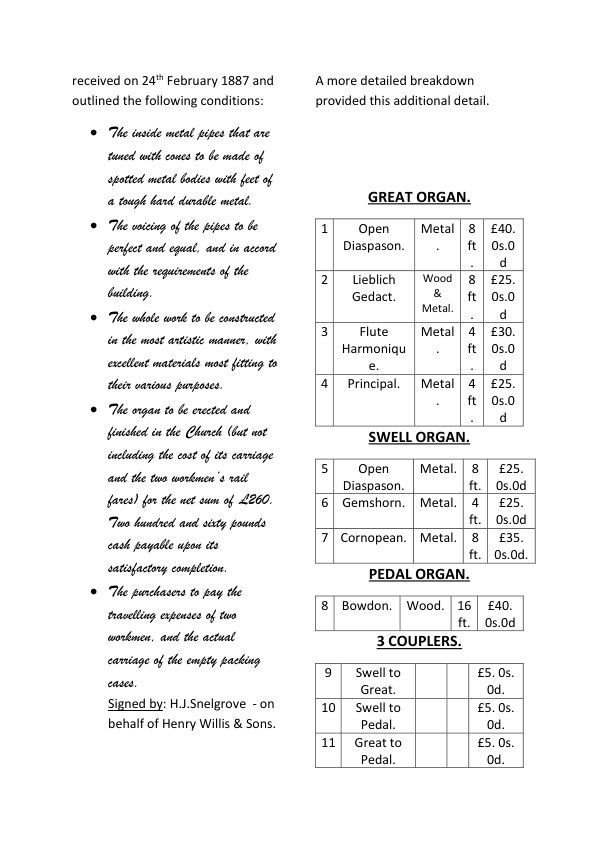 received on 24th February 1887 and
outlined the following conditions:
• The inside metal pipes that are
tuned with cones to be made of
spotted metal bodies with feet of
a tough hard durable metal.
• The voicing of the pipes to be
perfect and equal, and in accord
with the requirements of the
building.
• The whole work to be constructed
in the most artistic manner, with
excellent materials most fitting to
their various purposes.
• The organ to be erected and
finished in the Church (but not
including the cost of its carriage
and the two workmen's rail
fares) for the net sum of £260.
Two hundred and sixty pounds
cash payable upon its
satisfactory completion.
• The purchasers to pay the
travelling expenses of two
workmen, and the actual
carriage of the empty packing
cases.
Signed by: H.J.Snelgrove - on
behalf of Henry Willis & Sons.
A more detailed breakdown
provided this additional detail.
GREAT ORGAN.
1 Open Metal 8 £40.
Diaspason. . ft 0s.0
. d
2 Lieblich Wood 8 £25.
Gedact. & ft 0s.0
Metal. . d
3 Flute Metal 4 £30.
Harmoniqu . ft 0s.0
e. . d
4 Principal. Metal 4 £25.
. ft 0s.0
. d
SWELL ORGAN.
5 Open Metal. 8 £25.
Diaspason. ft. 0s.0d
6 Gemshorn. Metal. 4 £25.
ft. 0s.0d
7 Cornopean. Metal. 8 £35.
ft. 0s.0d.
PEDAL ORGAN.
8 Bowdon. Wood. 16 £40.
ft. 0s.0d
3 COUPLERS.
9 Swell to £5. 0s.
Great. 0d.
10 Swell to £5. 0s.
Pedal. 0d.
11 Great to £5. 0s.
Pedal. 0d.